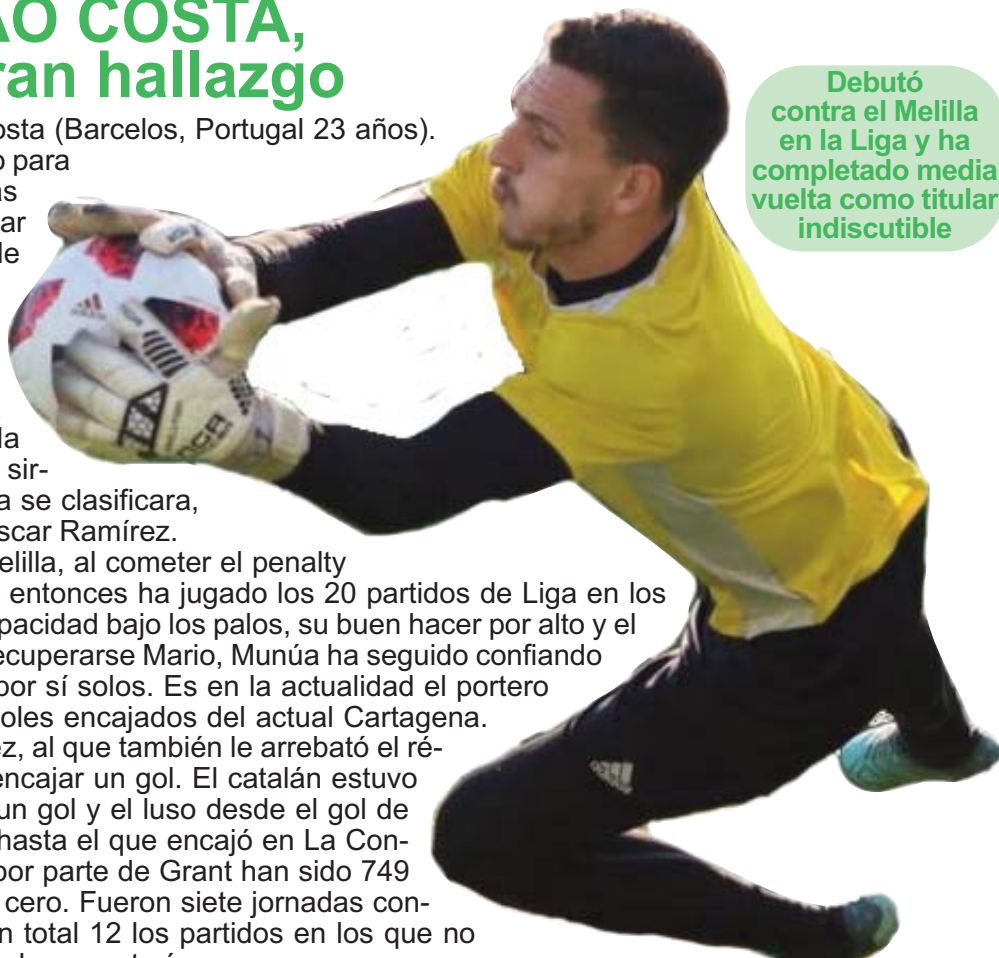 ÃO COSTA,
ran hallazgo
osta (Barcelos, Portugal 23 años).
o para
as
ar
de
la
sir-
a se clasificara,
scar Ramírez.
elilla, al cometer el penalty
entonces ha jugado los 20 partidos de Liga en los
pacidad bajo los palos, su buen hacer por alto y el
ecuperarse Mario, Munúa ha seguido confiando
por sí solos. Es en la actualidad el portero
oles encajados del actual Cartagena.
ez, al que también le arrebató el ré-
encajar un gol. El catalán estuvo
un gol y el luso desde el gol de
hasta el que encajó en La Con-
por parte de Grant han sido 749
cero. Fueron siete jornadas con-
n total 12 los partidos en los que no
Debutó
contra el Melilla
en la Liga y ha
completado media
vuelta como titular
indiscutible
adidas